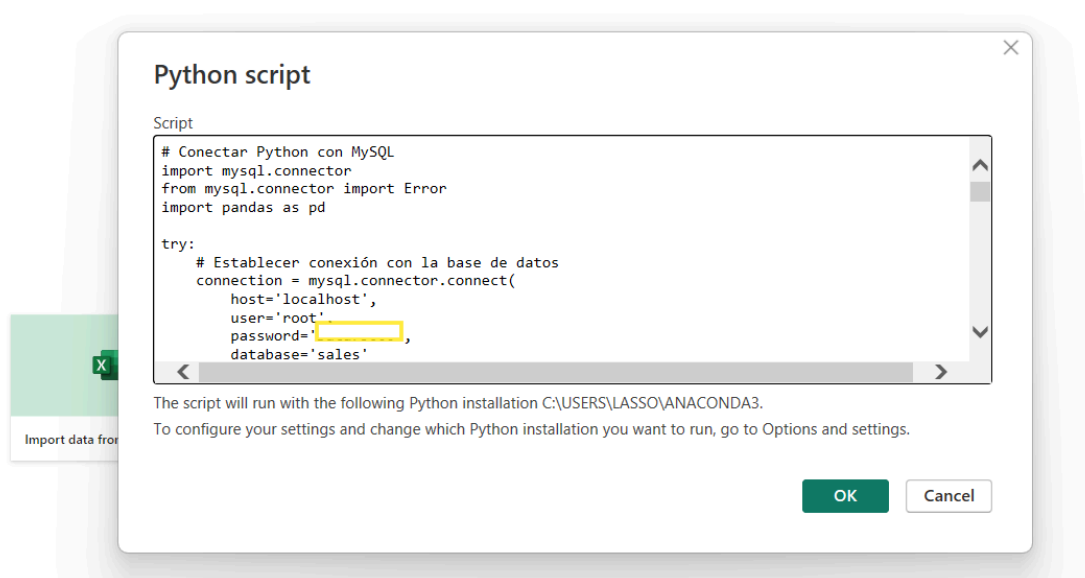 Python script
Script
# Conectar Python con MySQL
import mysql.connector
from mysql.connector import Error
import pandas as pd
try:
    # Establecer conexión con la base de datos
    connection = mysql.connector.connect(
        host='localhost',
        user='root',
        password='        ',
        database='sales'
The script will run with the following Python installation C:\USERS\LASSO\ANACONDA3.
To configure your settings and change which Python installation you want to run, go to Options and settings.
Import data from
OK
Cancel